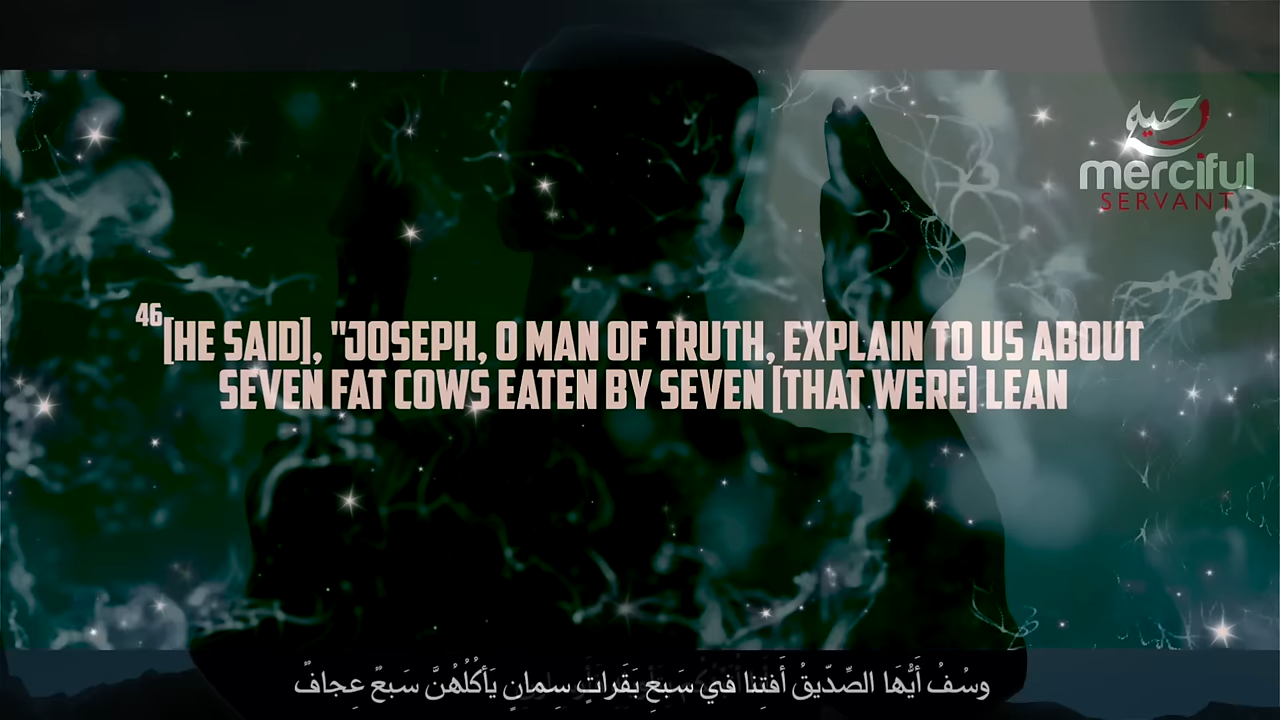 رحيم
merciful
SERVANT
46[HE SAID], "JOSEPH, O MAN OF TRUTH, EXPLAIN TO US ABOUT
SEVEN FAT COWS EATEN BY SEVEN [THAT WERE] LEAN
وسُفُ أَيُّهَا الصِّدّيقُ أَفتِنا في سَبعِ بَقَراتٍ سِمانٍ يَأكُلُهُنَّ سَبعٌ عِجافٌ